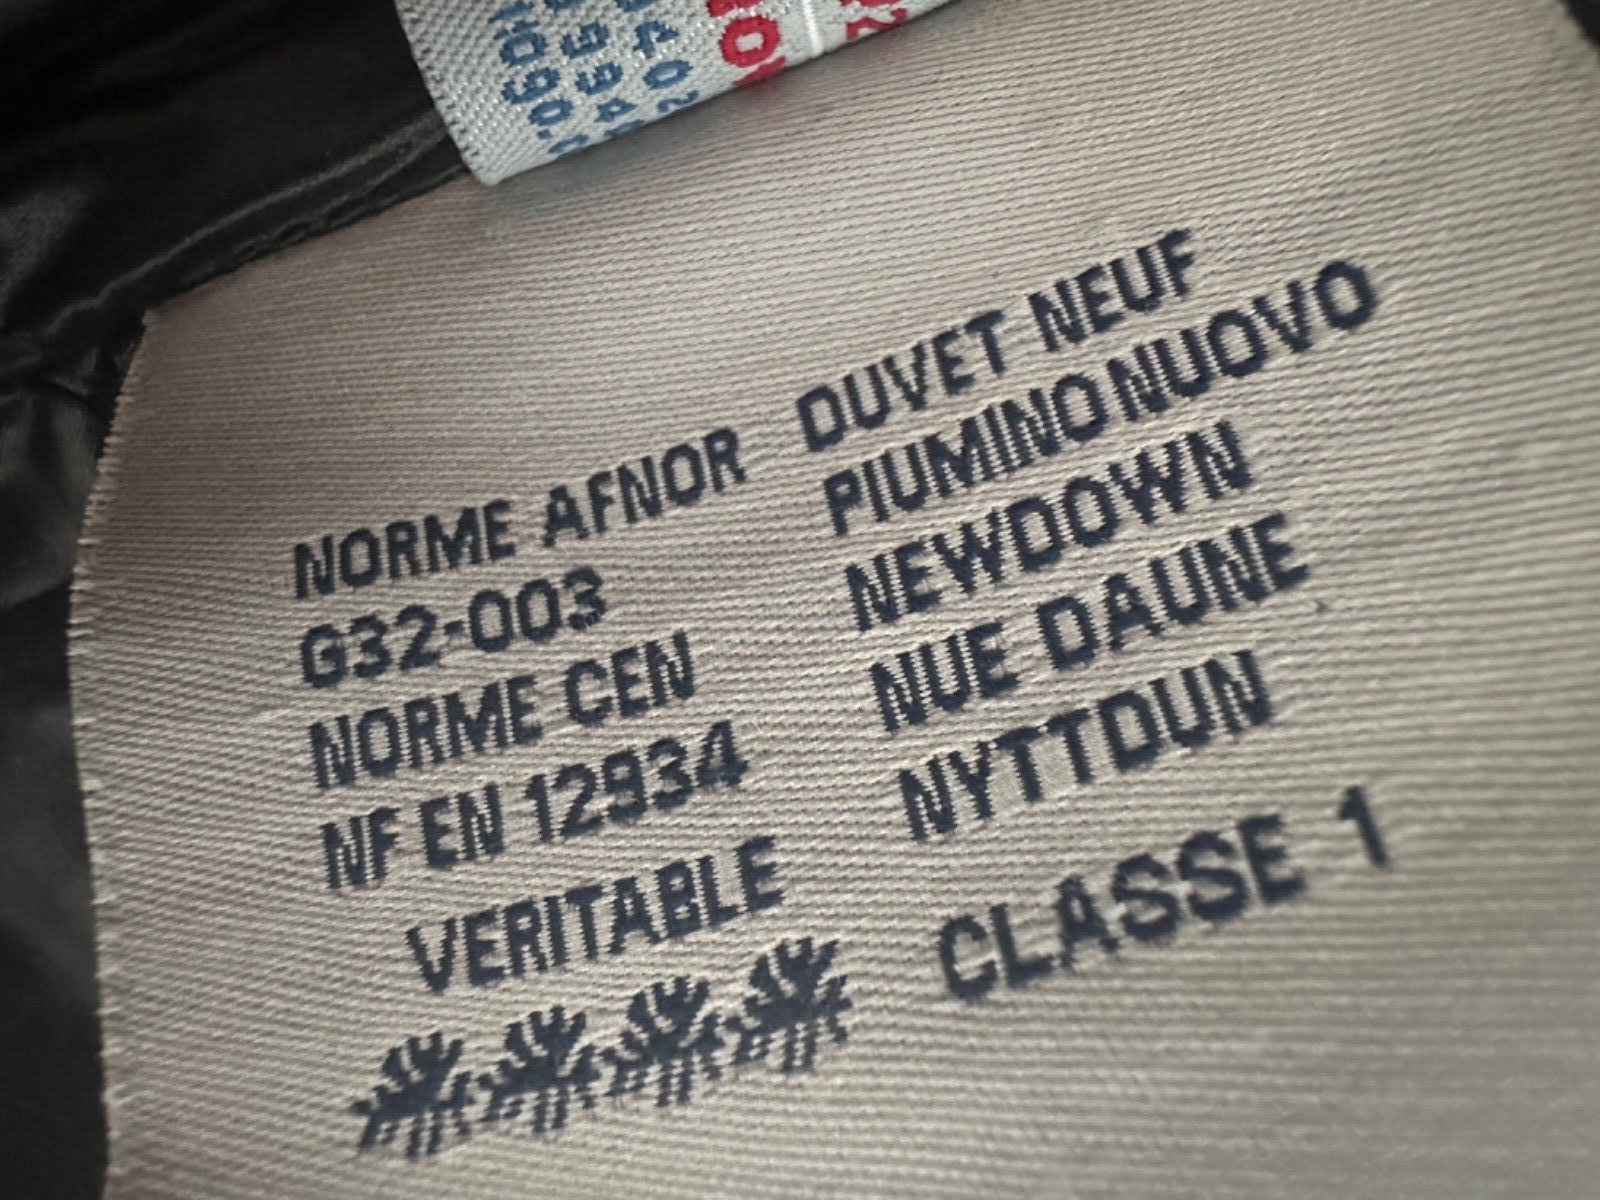 NORME AFNOR
G32-003
NORME CEN
NF EN 12934
VERITABLE
DUVET NEUF
PIUMINO NUOVO
NEWDOWN
NUE DAUNE
NYTTDUN
CLASSE 1